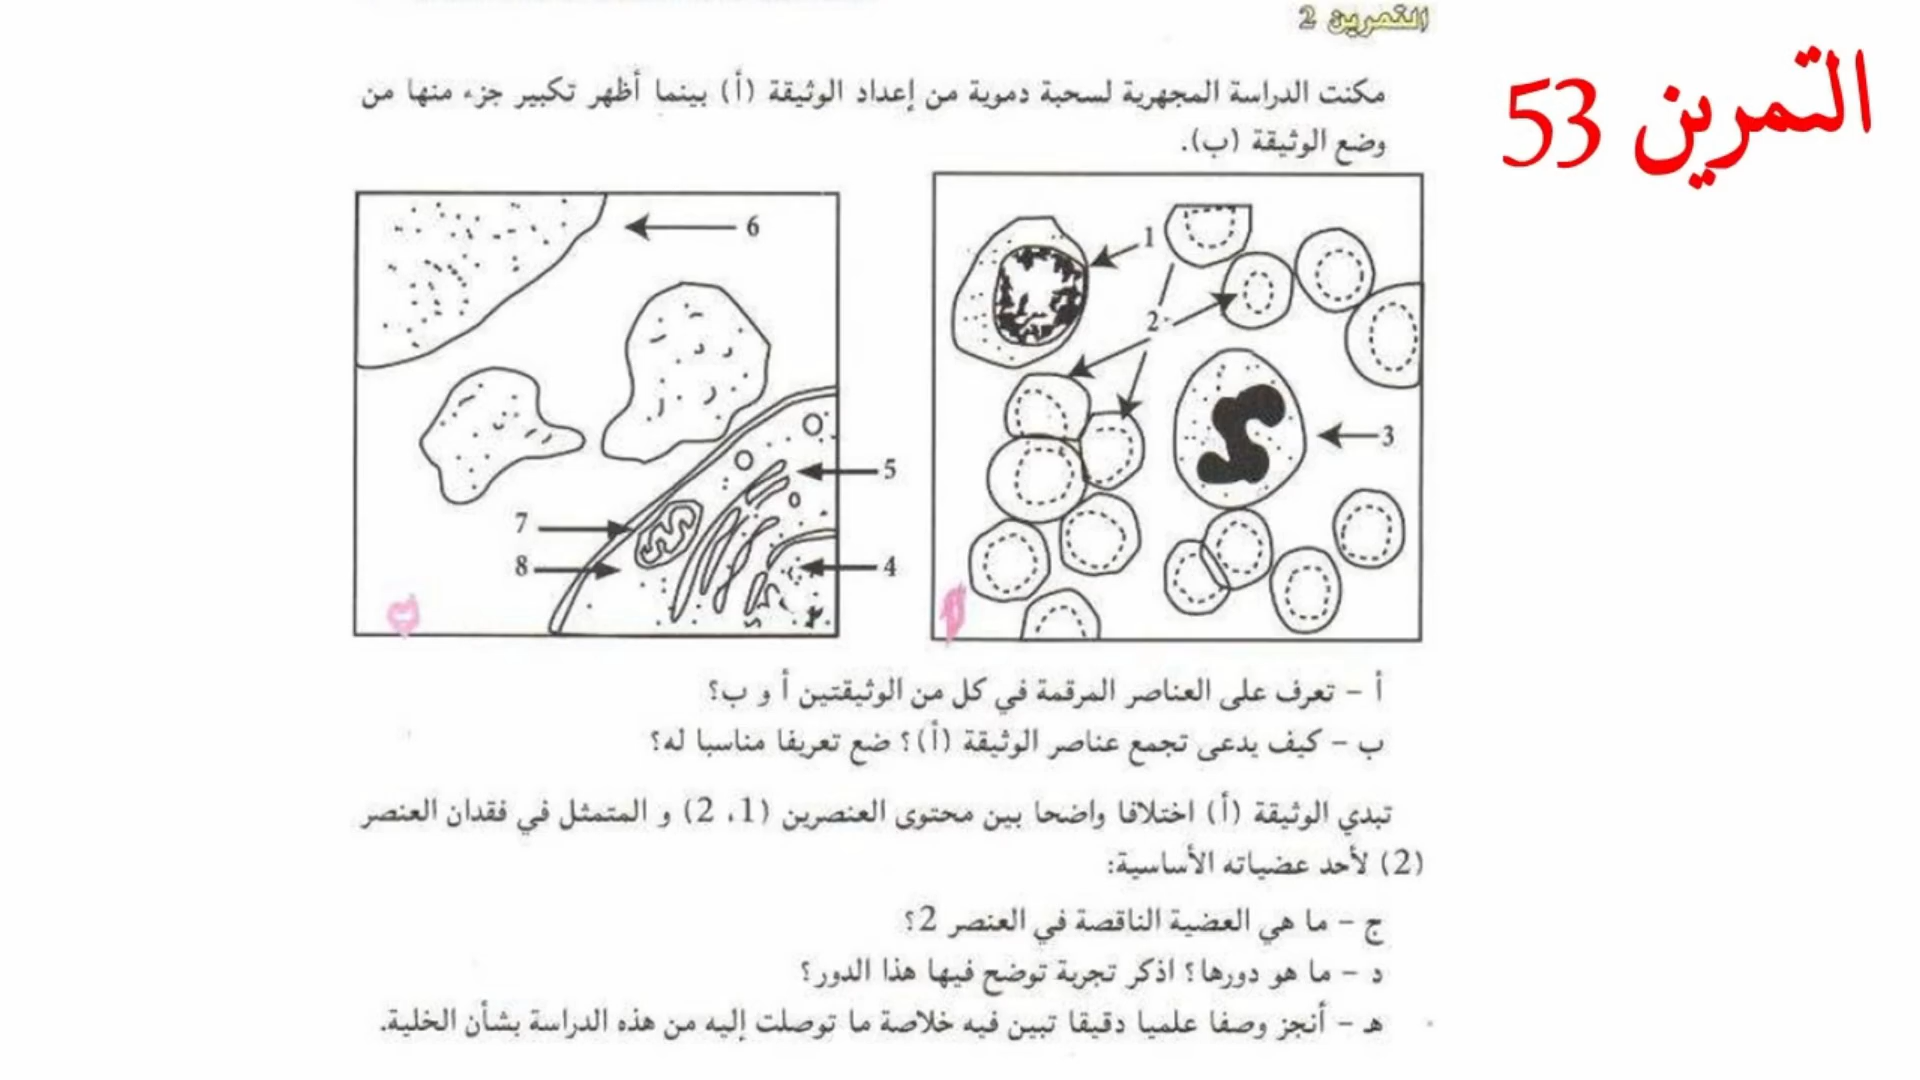 التمرين 2
التمرين 53
مكنت الدراسة المجهرية لسحبة دموية من إعداد الوثيقة (أ) بينما أظهر تكبير جزء منها من
وضع الوثيقة (ب).
6
5
7
8
4
ب
1
2
3
أ
أ - تعرف على العناصر المرقمة في كل من الوثيقتين أ و ب؟
ب - كيف يدعى تجمع عناصر الوثيقة (أ)؟ ضع تعريفا مناسبا له؟
تبدي الوثيقة (أ) اختلافا واضحا بين محتوى العنصرين (1، 2) و المتمثل في فقدان العنصر
(2) لأحد عضياته الأساسية:
ج - ما هي العضية الناقصة في العنصر 2؟
د - ما هو دورها؟ اذكر تجربة توضح فيها هذا الدور؟
هـ - أنجز وصفا علميا دقيقا تبين فيه خلاصة ما توصلت إليه من هذه الدراسة بشأن الخلية.